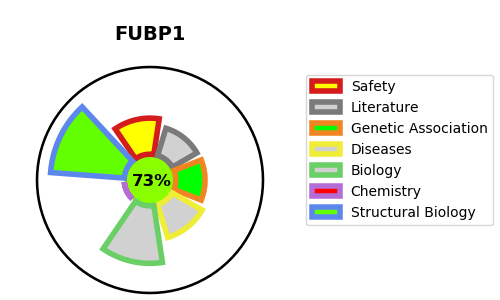 FUBP1
73%
Safety
Literature
Genetic Association
Diseases
Biology
Chemistry
Structural Biology